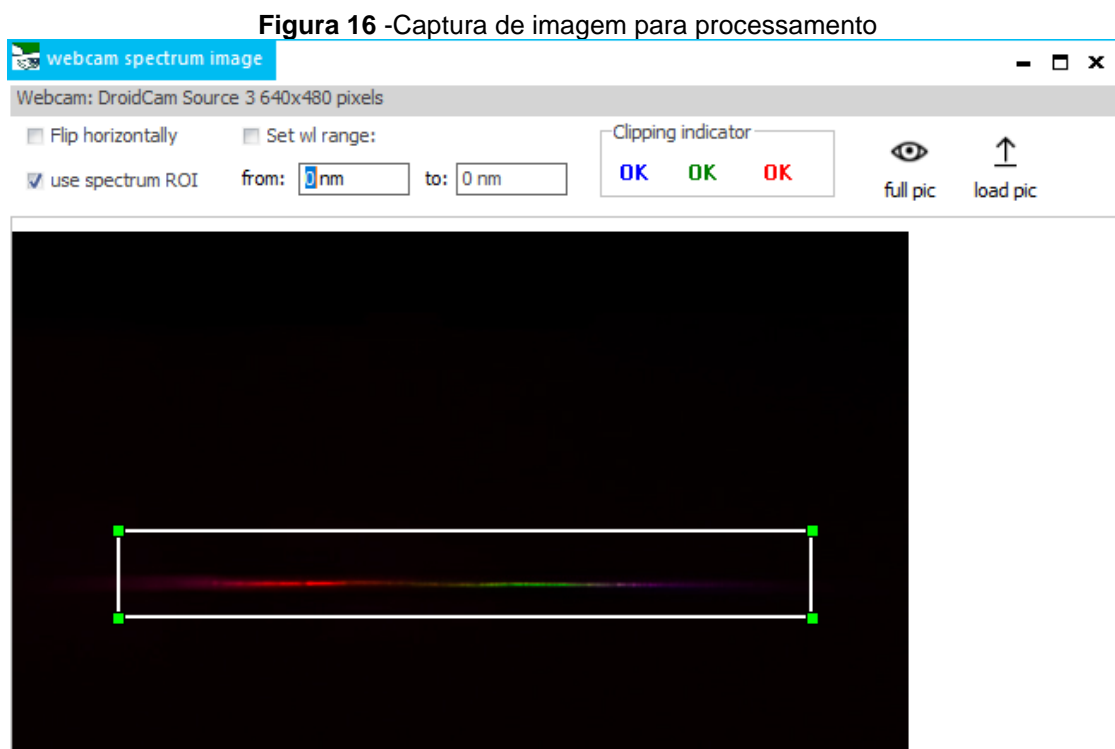 Figura 16 -Captura de imagem para processamento
webcam spectrum image
Webcam: DroidCam Source 3 640x480 pixels
Flip horizontally Set wl range: Clipping indicator
use spectrum ROI from: 0 nm to: 0 nm OK OK OK
full pic load pic